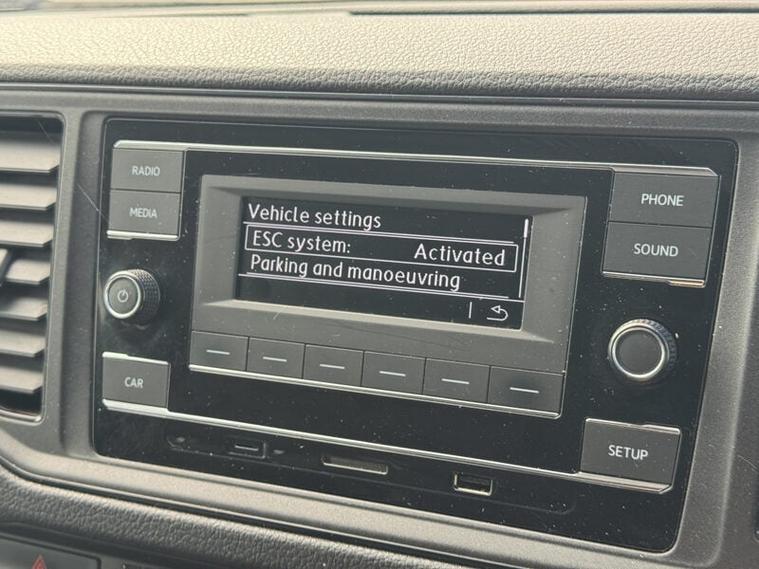 RADIO
MEDIA
PHONE
SOUND
Vehicle settings
ESC system: Activated
Parking and manoeuvring
CAR
SETUP